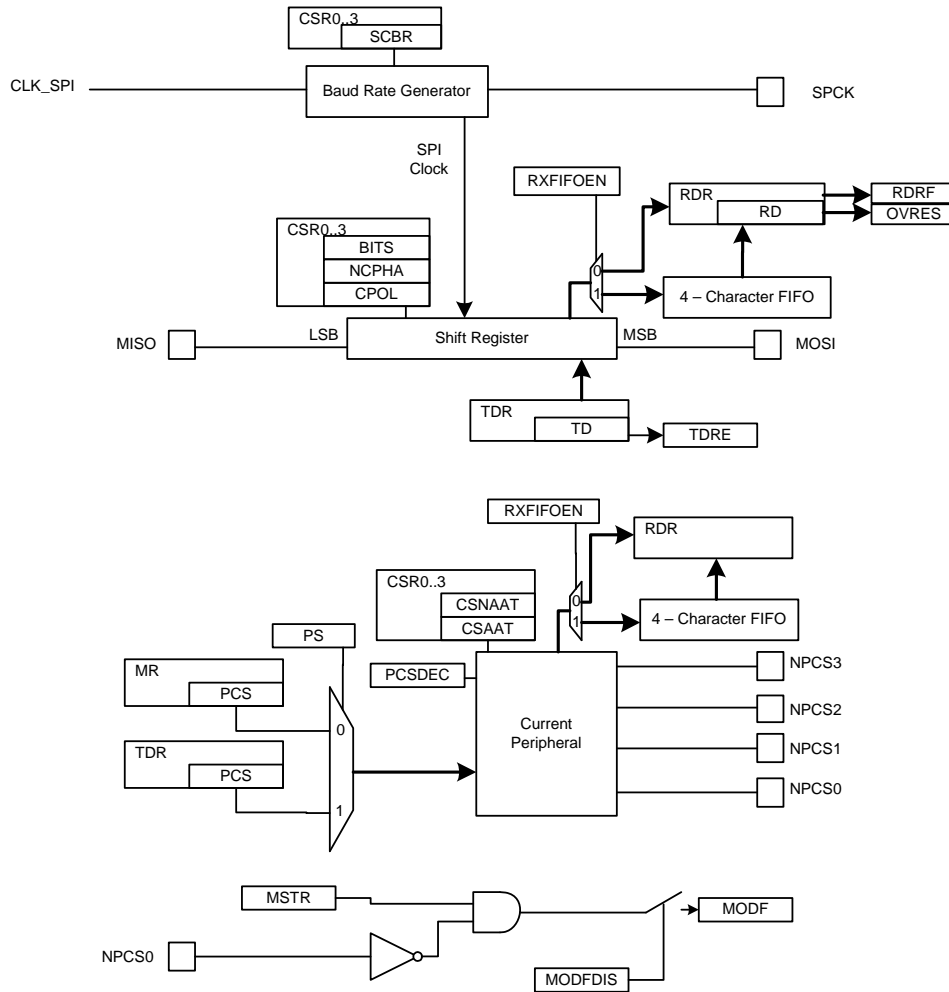 CSR0..3
SCBR
CLK_SPI
Baud Rate Generator
SPCK
SPI
Clock
RXFIFOEN
RDR
RD
RDRF
OVRES
CSR0..3
BITS
NCPHA
CPOL
0
1
4 – Character FIFO
MISO
LSB
Shift Register
MSB
MOSI
TDR
TD
TDRE
RXFIFOEN
RDR
CSR0..3
CSNAAT
CSAAT
0
1
4 – Character FIFO
PS
MR
PCS
PCSDEC
NPCS3
0
Current
Peripheral
NPCS2
TDR
PCS
NPCS1
1
NPCS0
MSTR
MODF
NPCS0
MODFDIS